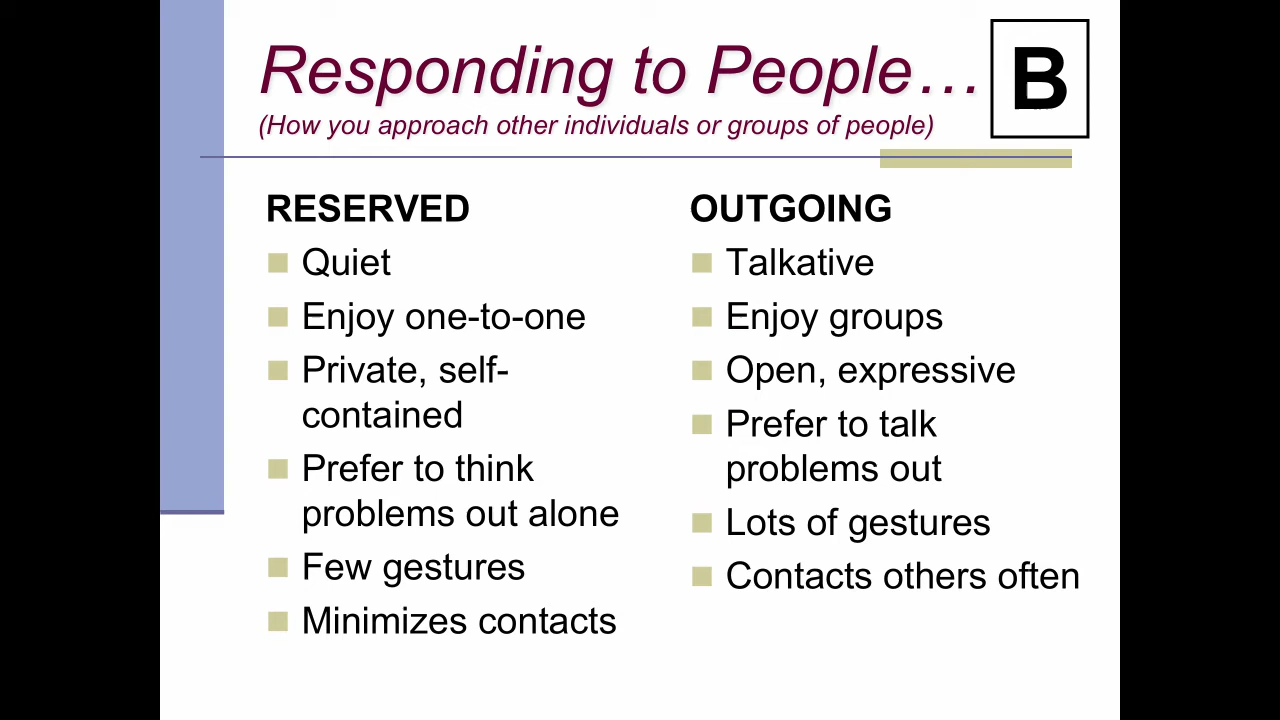 Responding to People…
B
(How you approach other individuals or groups of people)
RESERVED
Quiet
Enjoy one-to-one
Private, self-
contained
Prefer to think
problems out alone
Few gestures
Minimizes contacts
OUTGOING
Talkative
Enjoy groups
Open, expressive
Prefer to talk
problems out
Lots of gestures
Contacts others often